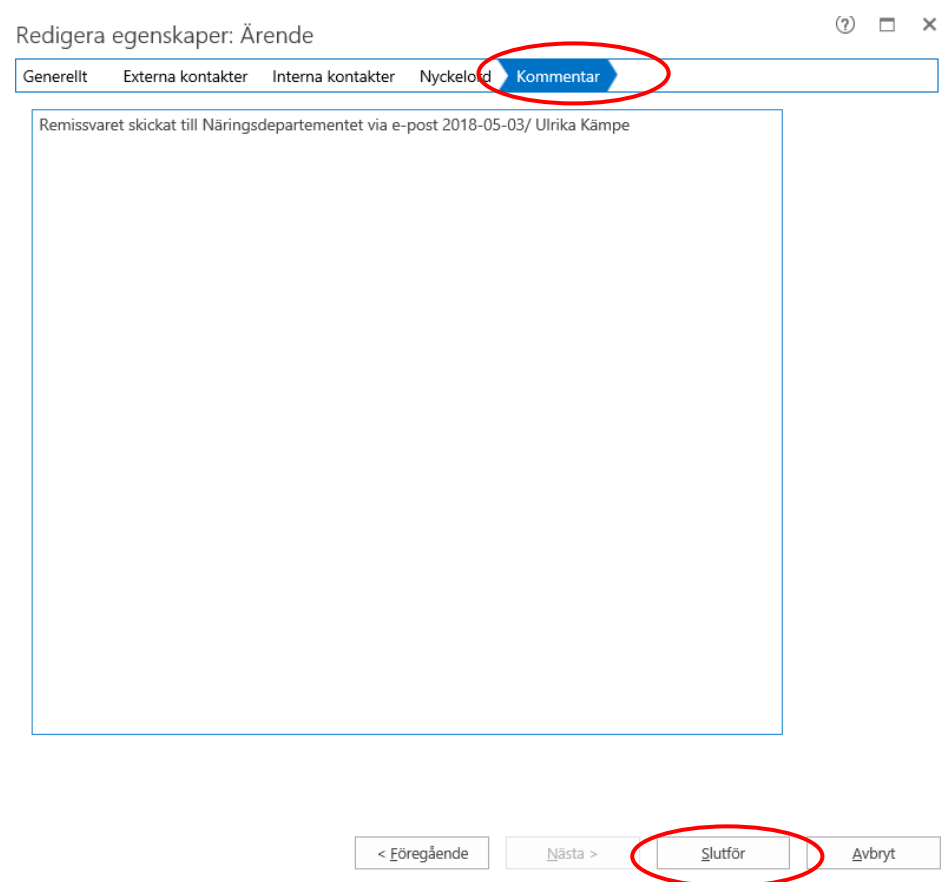 Redigera egenskaper: Ärende
Generellt Externa kontakter Interna kontakter Nyckelord Kommentar
Remissvaret skickat till Näringsdepartementet via e-post 2018-05-03/ Ulrika Kämpe
< Föregående Nästa > Slutför Avbryt